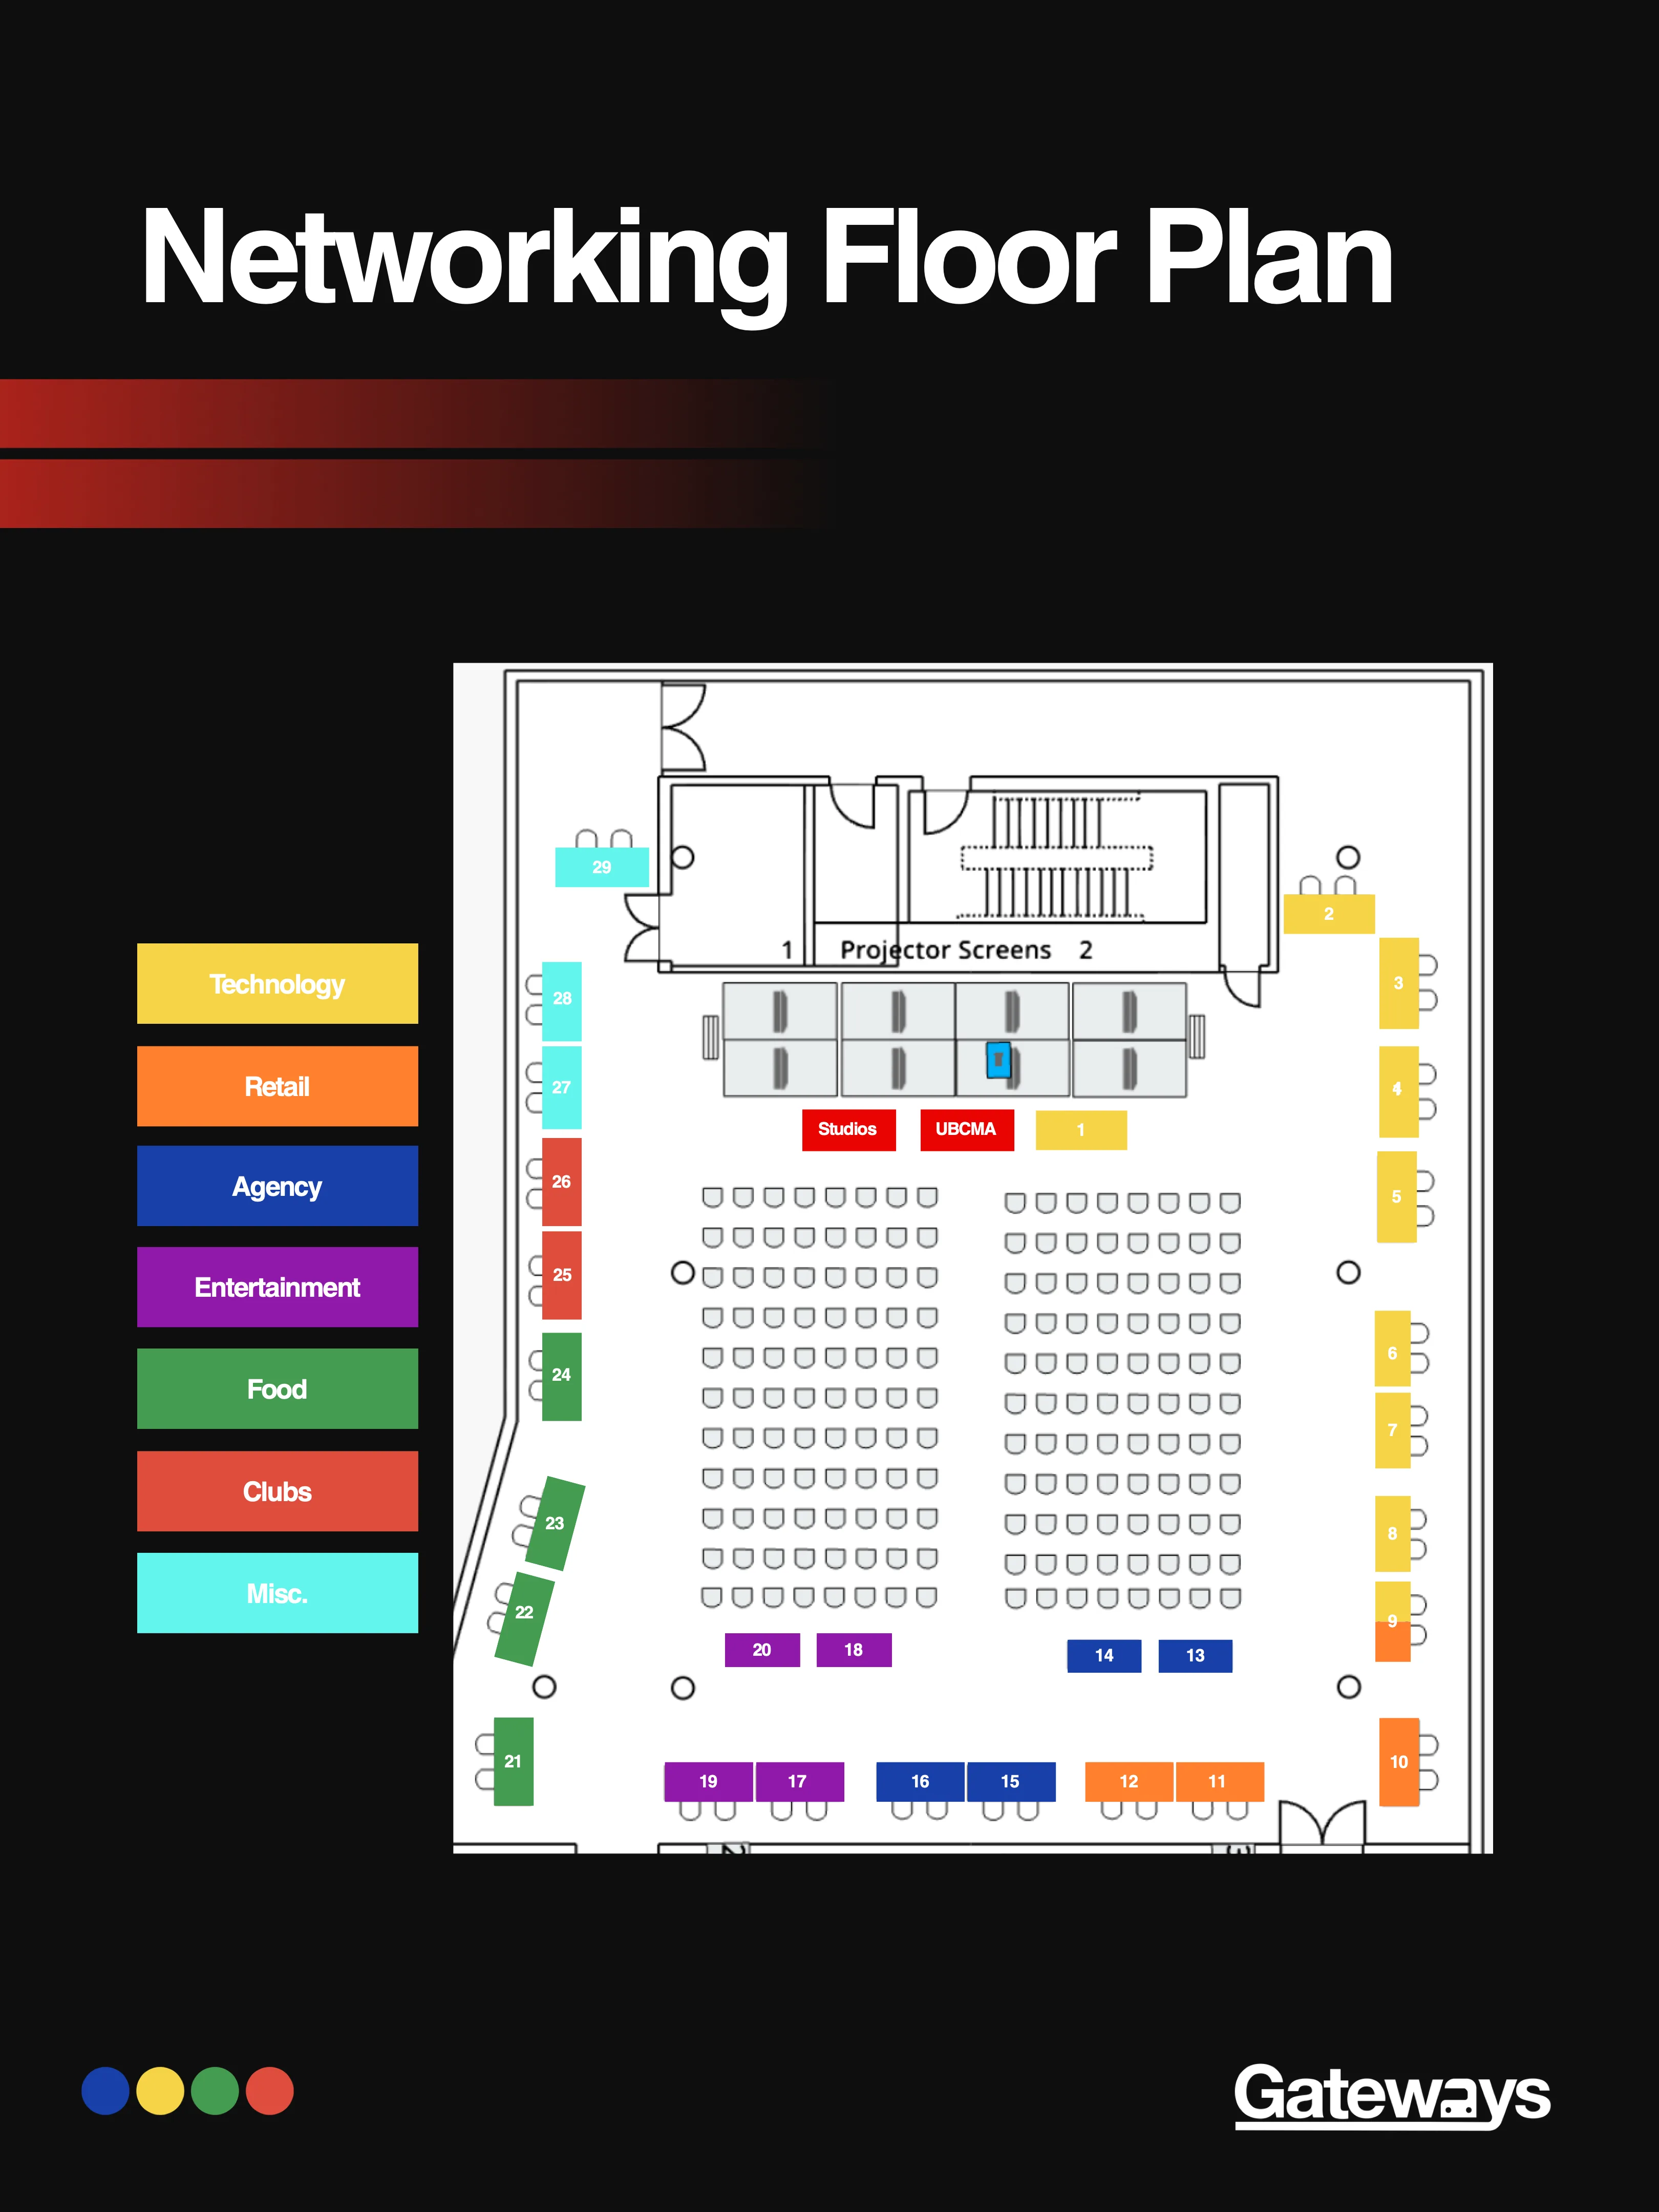 Networking Floor Plan
29
2
1 Projector Screens 2
Technology
Retail
Agency
Entertainment
Food
Clubs
Misc.
28
3
27
4
Studios UBCMA 1
26
5
25
24
6
7
23
8
22
9
20 18 14 13
21
19 17 16 15 12 11
10
Gateways